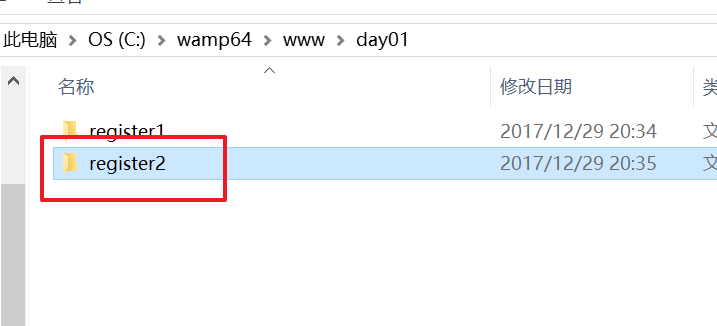 此电脑 > OS (C:) > wamp64 > www > day01
名称 修改日期
register1 2017/12/29 20:34
register2 2017/12/29 20:35